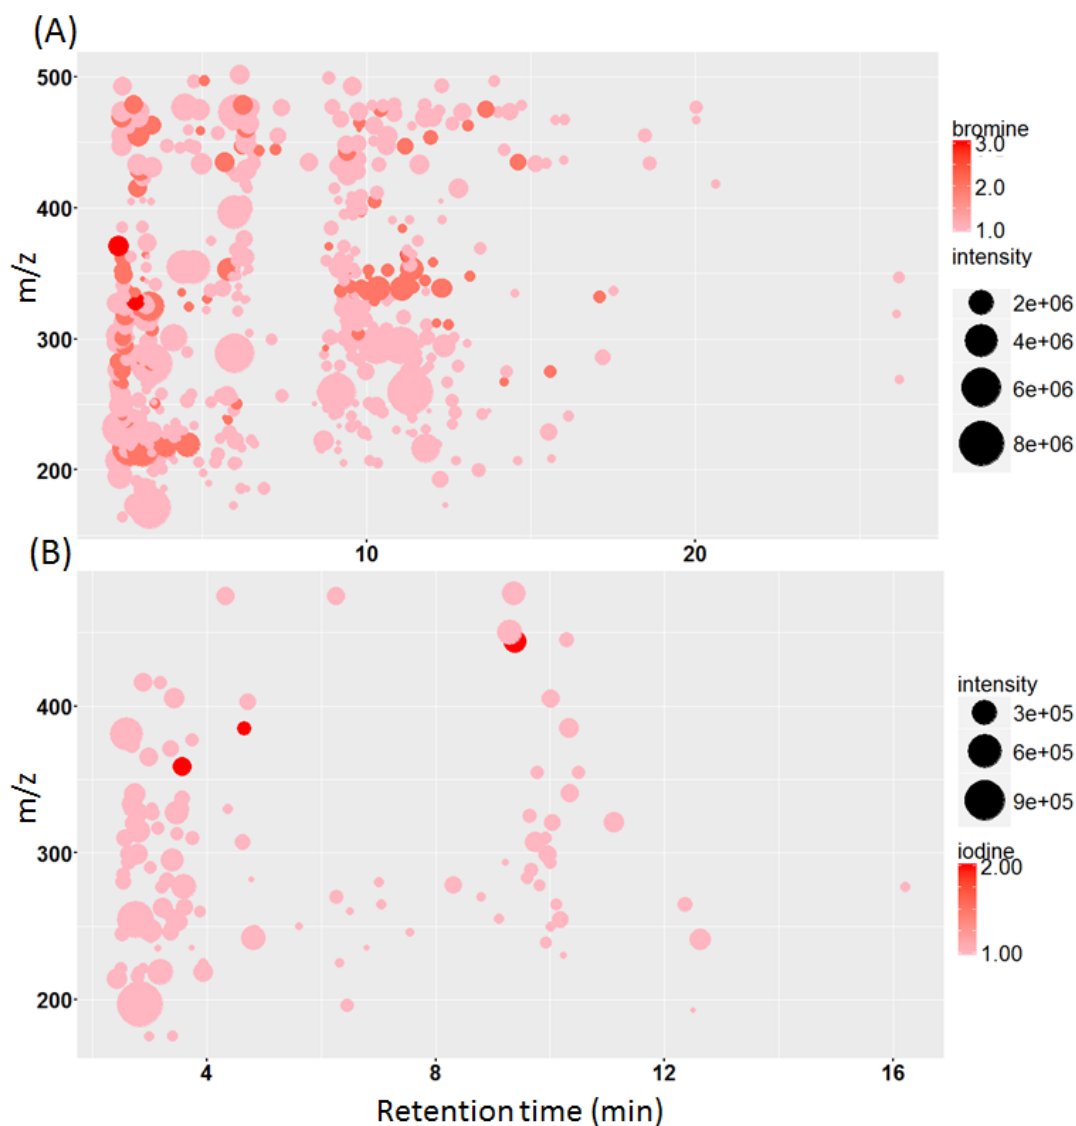 (A)
500
400
300
200
m/z
10
20
bromine
3.0
2.0
1.0
intensity
2e+06
4e+06
6e+06
8e+06
(B)
400
300
200
m/z
4
8
12
16
Retention time (min)
intensity
3e+05
6e+05
9e+05
iodine
2.00
1.00